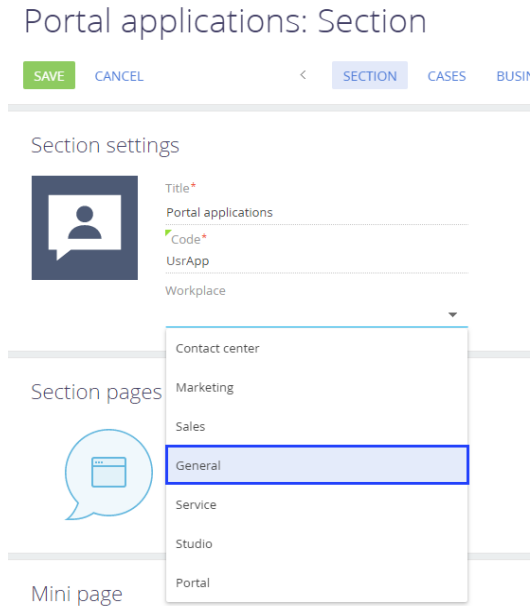 Portal applications: Section
SAVE CANCEL < SECTION CASES BUSIN
Section settings
Title*
Portal applications
Code*
UsrApp
Workplace
Contact center
Marketing
Section pages
Sales
General
Service
Studio
Portal
Mini page